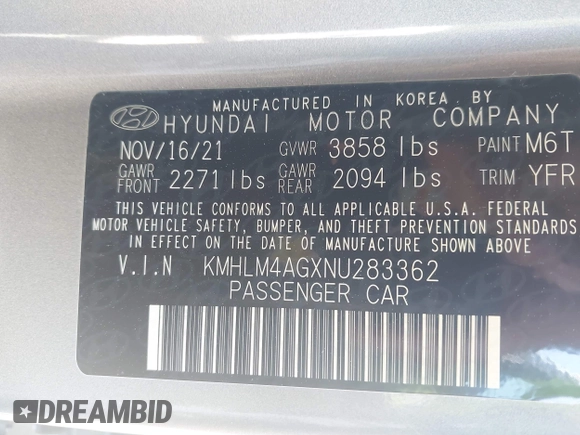 MANUFACTURED IN KOREA BY
HYUNDAI MOTOR COMPANY
NOV/16/21 GVWR 3858 lbs PAINT M6T
GAWR FRONT 2271 lbs GAWR REAR 2094 lbs TRIM YFR
THIS VEHICLE CONFORMS TO ALL APPLICABLE U.S.A. FEDERAL
MOTOR VEHICLE SAFETY, BUMPER, AND THEFT PREVENTION STANDARDS
IN EFFECT ON THE DATE OF MANUFACTURE SHOWN ABOVE.
V.I.N KMHLM4AGXNU283362
PASSENGER CAR
DREAMBID